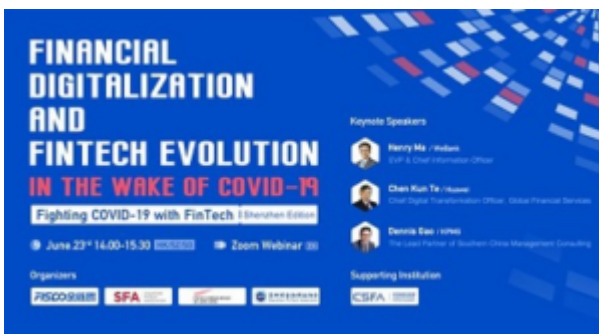 FINANCIAL
DIGITALIZATION
AND
FINTECH EVOLUTION
IN THE WAKE OF COVID-19
Fighting COVID-19 with FinTech | Shenzhen Edition
June 23rd 14:00-15:30
Zoom Webinar
Keynote Speakers
Henry Ma / WeBank
EVP & Chief Information Officer
Chen Kun Te / Huawei
Chief Digital Transformation Officer, Global Financial Services
Dennis Gao / KPMG
The Lead Partner of Southern China Management Consulting
Organizers
FISCO
SFA
Supporting Institution
CSFA